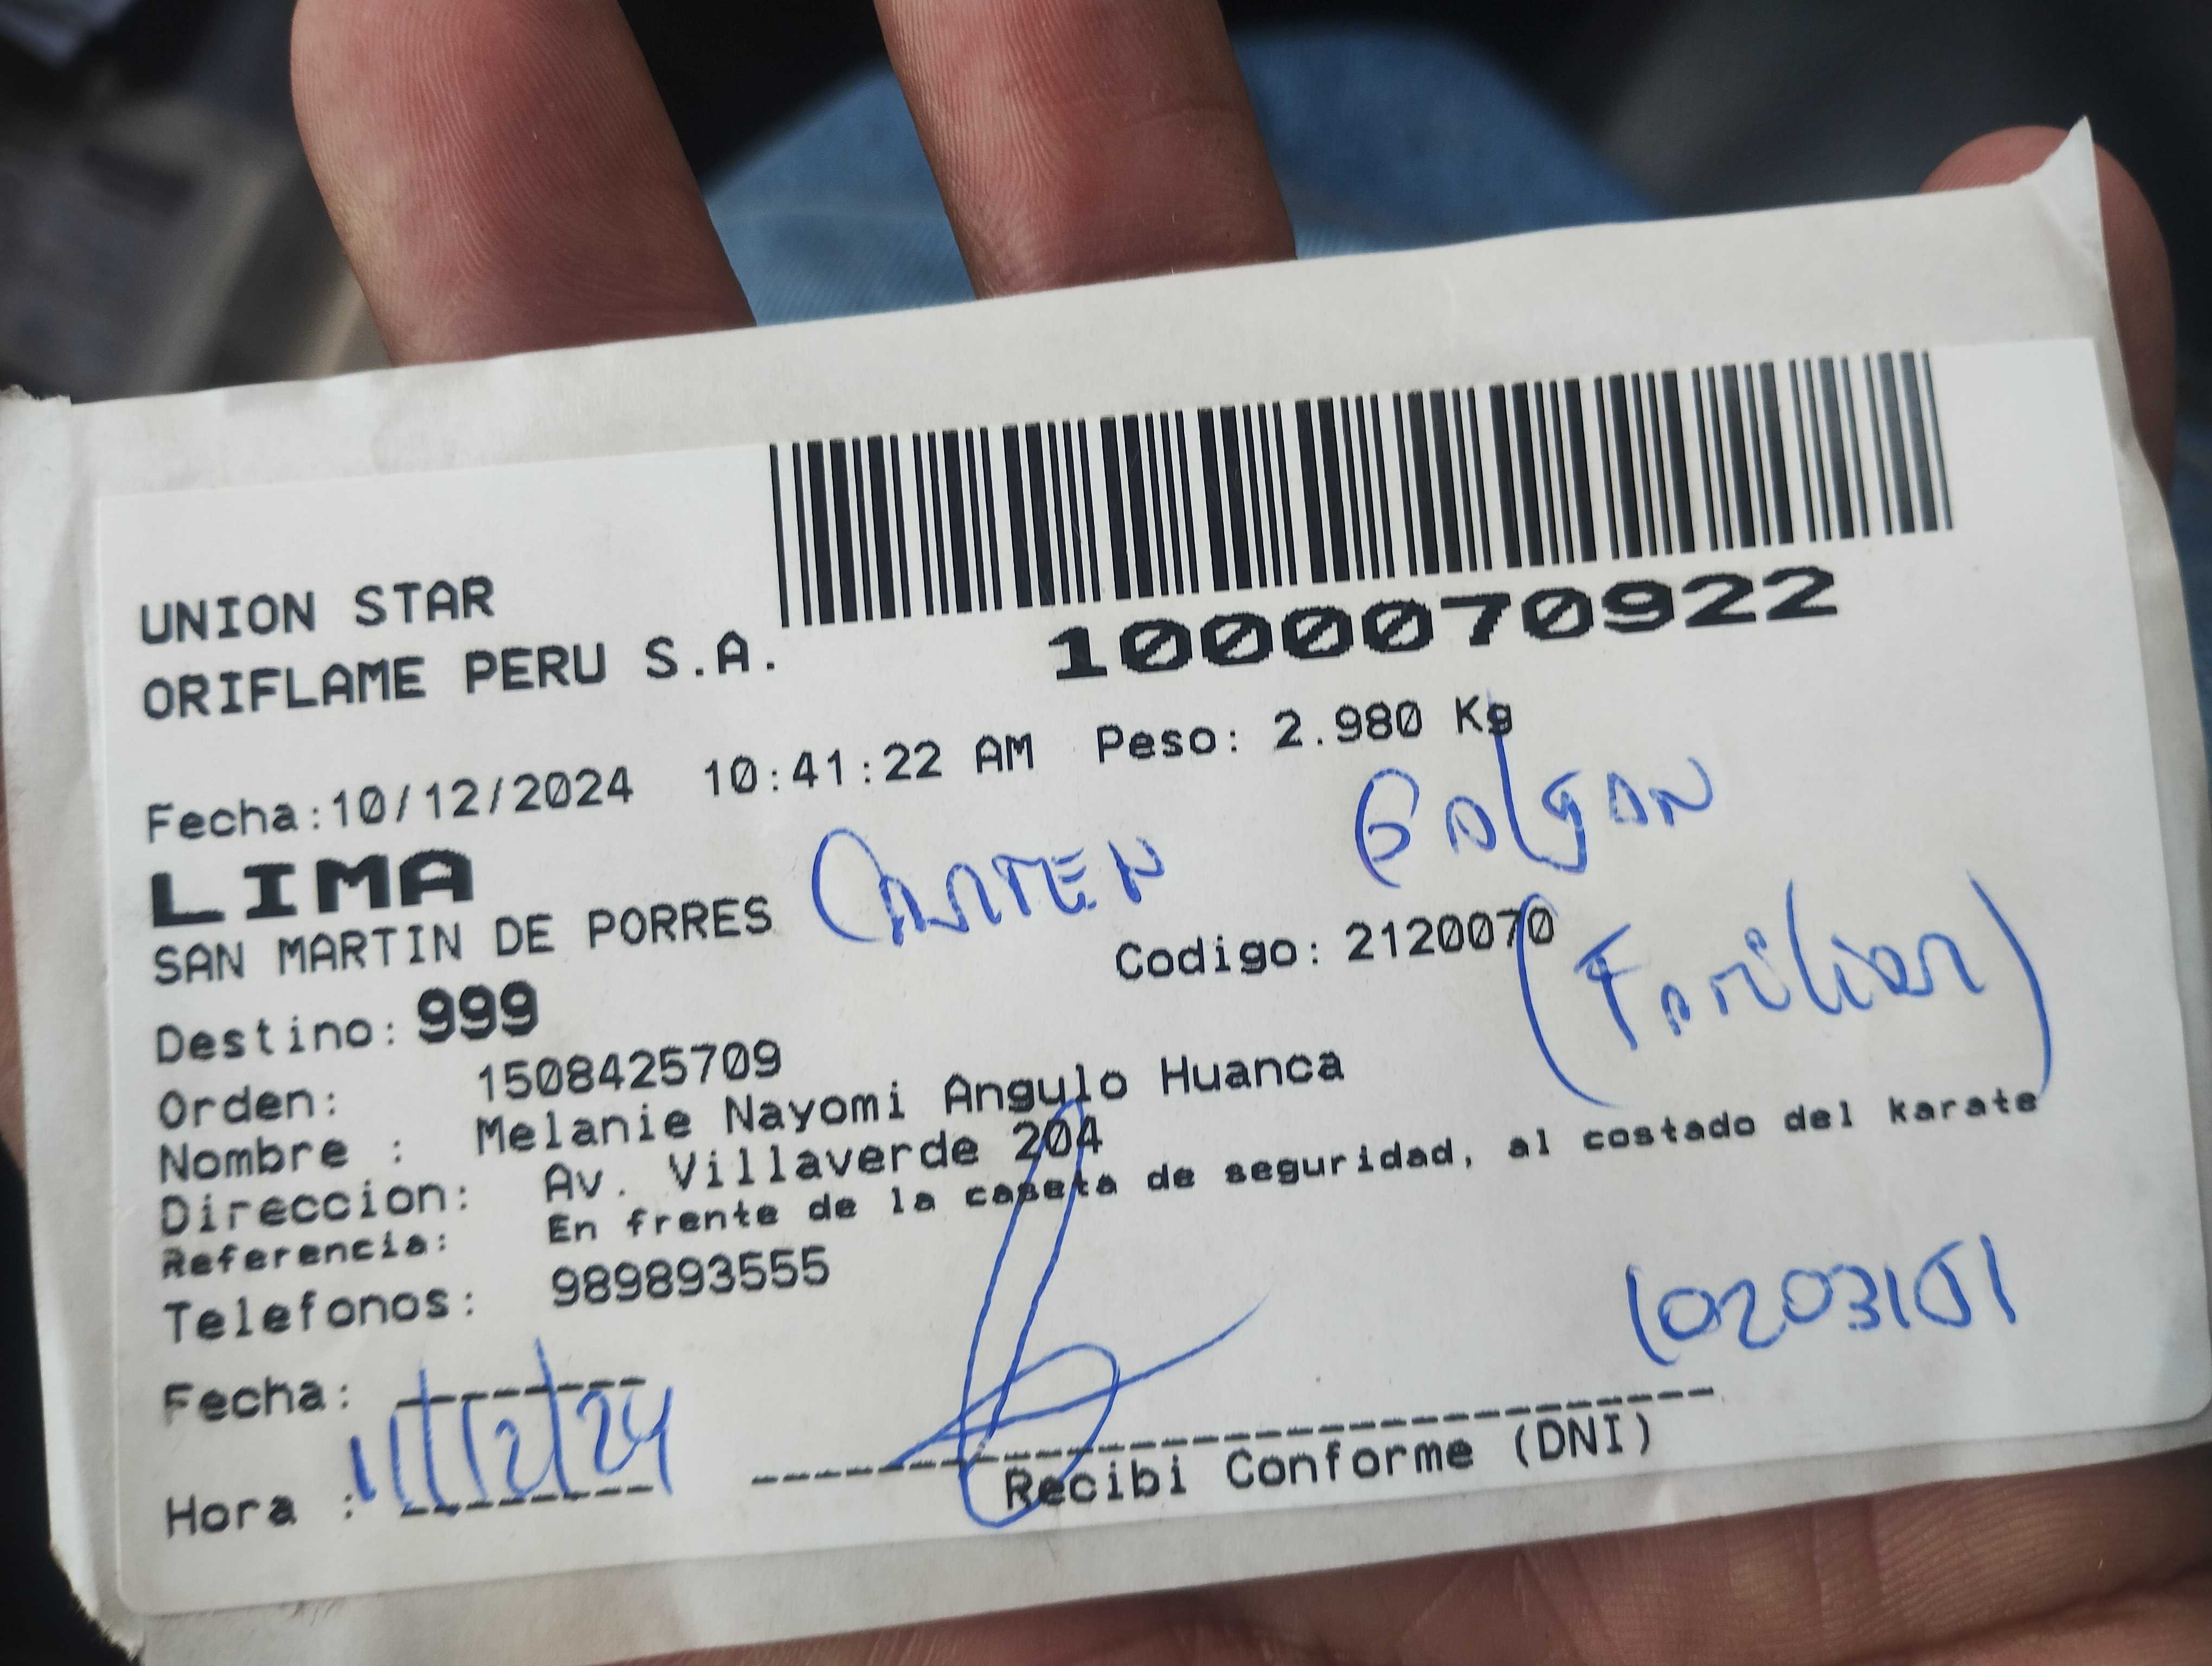 UNION STAR
ORIFLAME PERU S.A.
1000070922
Fecha:10/12/2024 10:41:22 AM Peso: 2.980 Kg
LIMA
SAN MARTIN DE PORRES
CARMEN GALGAN
Destino: 999 Codigo: 2120070
(Familiar)
Orden: 1508425709
Nombre : Melanie Nayomi Angulo Huanca
Direccion: Av. Villaverde 204
Referencia: En frente de la caseta de seguridad, al costado del karate
Telefonos: 989893555
Fecha:
11/12/24
Hora :
Recibi Conforme (DNI)